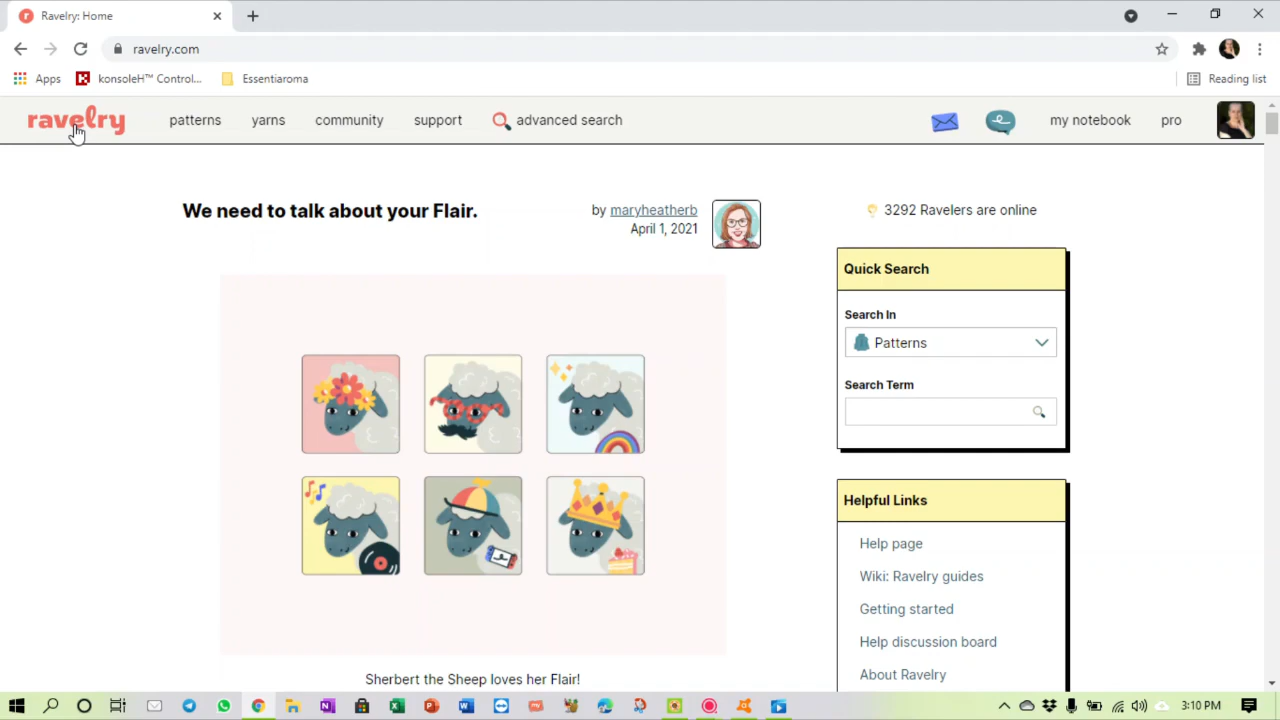 Ravelry: Home
ravelry.com
Apps
konsoleH™ Control...
Essentiaroma
Reading list
ravelry
patterns
yarns
community
support
advanced search
my notebook
pro
We need to talk about your Flair.
by maryheatherb
April 1, 2021
3292 Ravelers are online
Quick Search
Search In
Patterns
Search Term
Helpful Links
Help page
Wiki: Ravelry guides
Getting started
Help discussion board
About Ravelry
Sherbert the Sheep loves her Flair!
3:10 PM